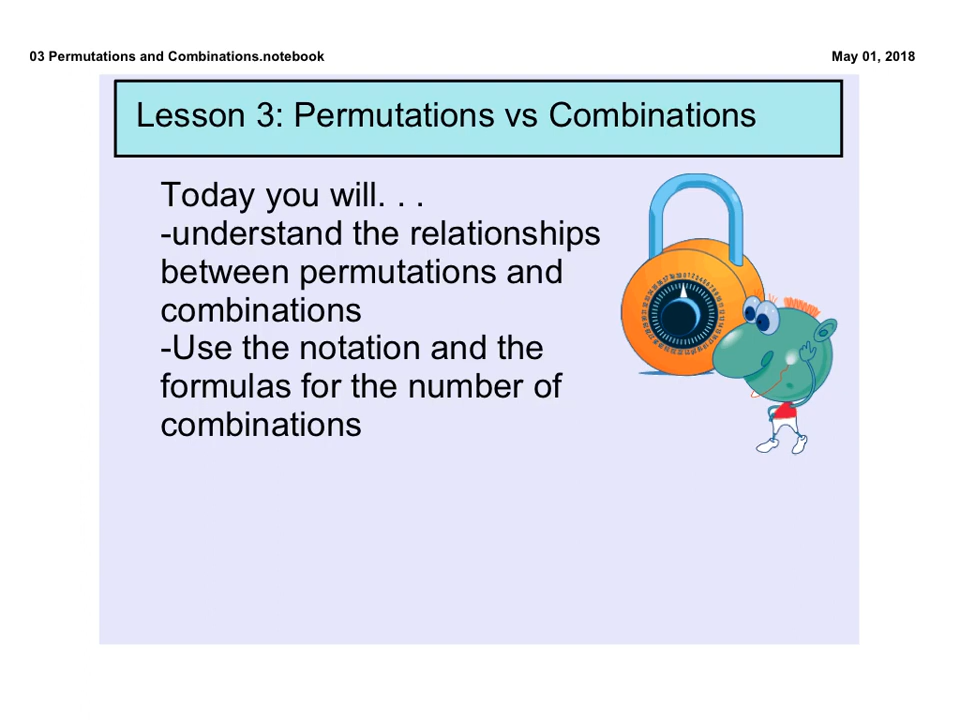 03 Permutations and Combinations.notebook
May 01, 2018
Lesson 3: Permutations vs Combinations
Today you will. . .
-understand the relationships
between permutations and
combinations
-Use the notation and the
formulas for the number of
combinations